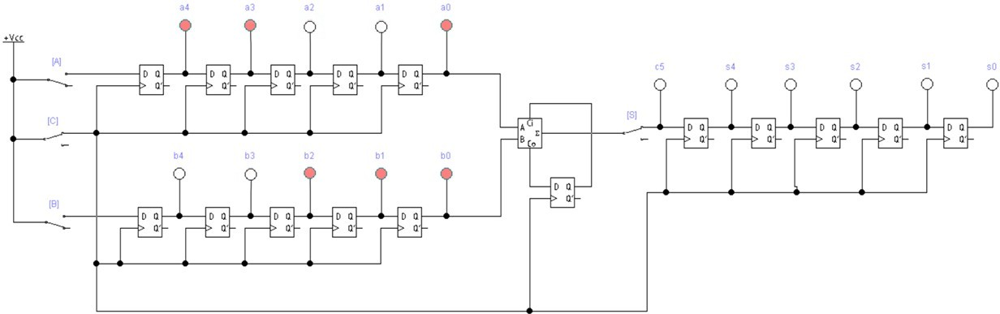 a4 a3 a2 a1 a0
+Vcc
[A]
D Q D Q D Q D Q D Q
Q' Q' Q' Q' Q'
c5 s4 s3 s2 s1 s0
[C]
[S]
A Ci Σ
B Co
D Q D Q D Q D Q D Q
Q' Q' Q' Q' Q'
b4 b3 b2 b1 b0
D Q
Q'
[B]
D Q D Q D Q D Q D Q
Q' Q' Q' Q' Q'